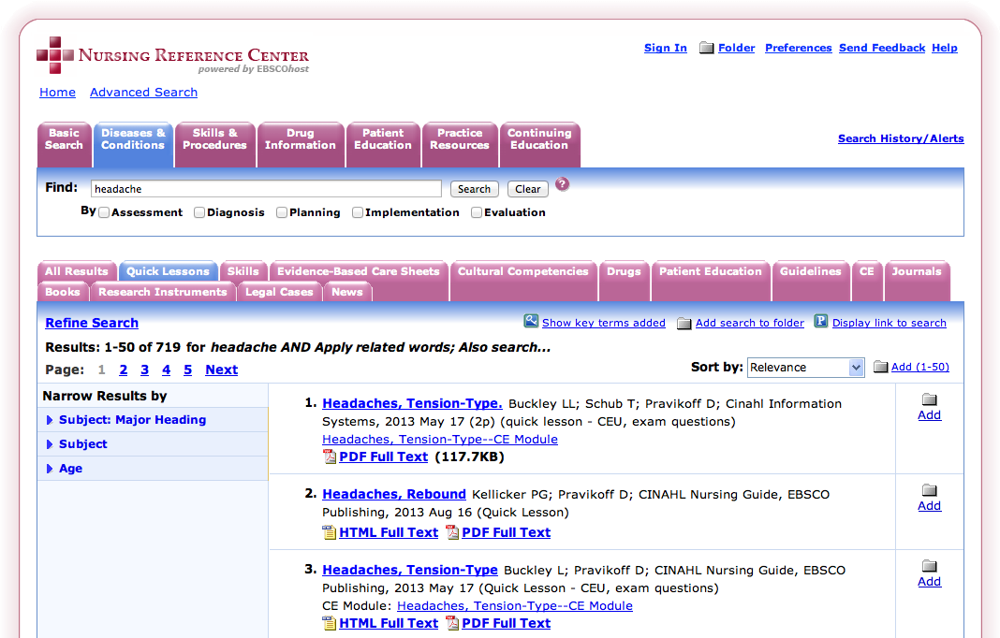 Nursing Reference Center
powered by EBSCOhost
Sign In Folder Preferences Send Feedback Help
Home Advanced Search
Basic Search Diseases & Conditions Skills & Procedures Drug Information Patient Education Practice Resources Continuing Education
Search History/Alerts
Find: headache Search Clear ?
By Assessment Diagnosis Planning Implementation Evaluation
All Results Quick Lessons Skills Evidence-Based Care Sheets Cultural Competencies Drugs Patient Education Guidelines CE Journals
Books Research Instruments Legal Cases News
Refine Search Show key terms added Add search to folder P Display link to search
Results: 1-50 of 719 for headache AND Apply related words; Also search...
Page: 1 2 3 4 5 Next Sort by: Relevance Add (1-50)
Narrow Results by
Subject: Major Heading
Subject
Age
1. Headaches, Tension-Type. Buckley LL; Schub T; Pravikoff D; Cinahl Information
Systems, 2013 May 17 (2p) (quick lesson - CEU, exam questions)
Headaches, Tension-Type--CE Module
PDF Full Text (117.7KB)
Add
2. Headaches, Rebound Kellicker PG; Pravikoff D; CINAHL Nursing Guide, EBSCO
Publishing, 2013 Aug 16 (Quick Lesson)
HTML Full Text PDF Full Text
Add
3. Headaches, Tension-Type Buckley L; Pravikoff D; CINAHL Nursing Guide, EBSCO
Publishing, 2013 May 17 (Quick Lesson - CEU, exam questions)
CE Module: Headaches, Tension-Type--CE Module
HTML Full Text PDF Full Text
Add